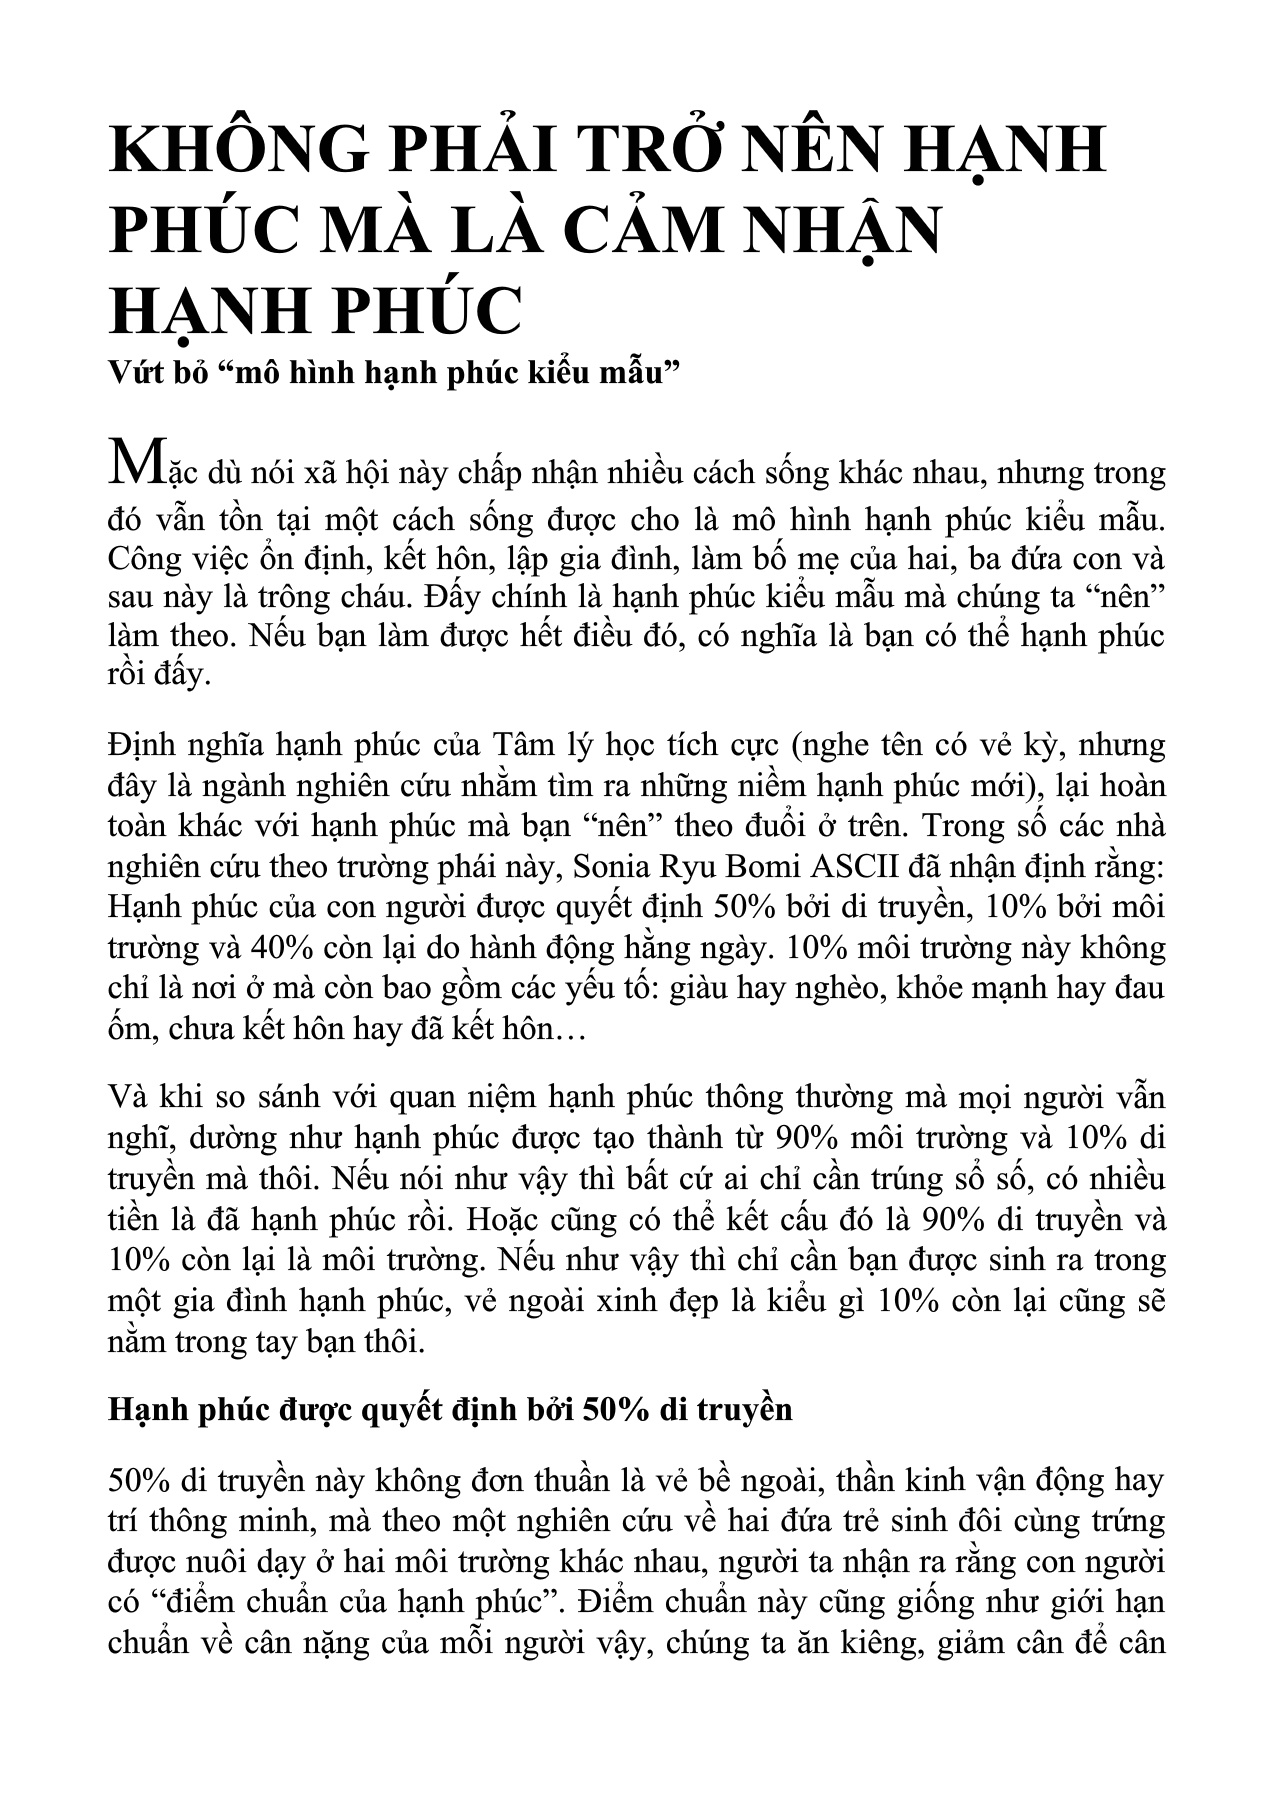 KHÔNG PHẢI TRỞ NÊN HẠNH
PHÚC MÀ LÀ CẢM NHẬN
HẠNH PHÚC
Vứt bỏ “mô hình hạnh phúc kiểu mẫu”
Mặc dù nói xã hội này chấp nhận nhiều cách sống khác nhau, nhưng trong
đó vẫn tồn tại một cách sống được cho là mô hình hạnh phúc kiểu mẫu.
Công việc ổn định, kết hôn, lập gia đình, làm bố mẹ của hai, ba đứa con và
sau này là trông cháu. Đấy chính là hạnh phúc kiểu mẫu mà chúng ta “nên”
làm theo. Nếu bạn làm được hết điều đó, có nghĩa là bạn có thể hạnh phúc
rồi đấy.
Định nghĩa hạnh phúc của Tâm lý học tích cực (nghe tên có vẻ kỳ, nhưng
đây là ngành nghiên cứu nhằm tìm ra những niềm hạnh phúc mới), lại hoàn
toàn khác với hạnh phúc mà bạn “nên” theo đuổi ở trên. Trong số các nhà
nghiên cứu theo trường phái này, Sonia Ryu Bomi ASCII đã nhận định rằng:
Hạnh phúc của con người được quyết định 50% bởi di truyền, 10% bởi môi
trường và 40% còn lại do hành động hằng ngày. 10% môi trường này không
chỉ là nơi ở mà còn bao gồm các yếu tố: giàu hay nghèo, khỏe mạnh hay đau
ốm, chưa kết hôn hay đã kết hôn…
Và khi so sánh với quan niệm hạnh phúc thông thường mà mọi người vẫn
nghĩ, dường như hạnh phúc được tạo thành từ 90% môi trường và 10% di
truyền mà thôi. Nếu nói như vậy thì bất cứ ai chỉ cần trúng sổ số, có nhiều
tiền là đã hạnh phúc rồi. Hoặc cũng có thể kết cấu đó là 90% di truyền và
10% còn lại là môi trường. Nếu như vậy thì chỉ cần bạn được sinh ra trong
một gia đình hạnh phúc, vẻ ngoài xinh đẹp là kiểu gì 10% còn lại cũng sẽ
nằm trong tay bạn thôi.
Hạnh phúc được quyết định bởi 50% di truyền
50% di truyền này không đơn thuần là vẻ bề ngoài, thần kinh vận động hay
trí thông minh, mà theo một nghiên cứu về hai đứa trẻ sinh đôi cùng trứng
được nuôi dạy ở hai môi trường khác nhau, người ta nhận ra rằng con người
có “điểm chuẩn của hạnh phúc”. Điểm chuẩn này cũng giống như giới hạn
chuẩn về cân nặng của mỗi người vậy, chúng ta ăn kiêng, giảm cân để cân